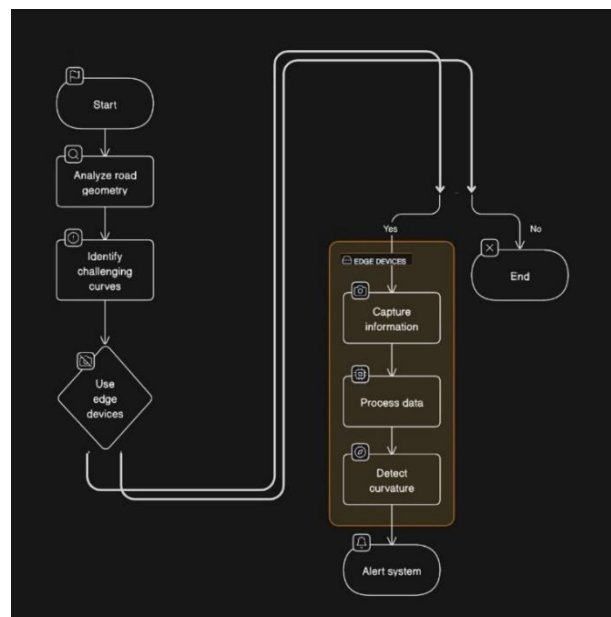 Start
Analyze road
geometry
Identify
challenging
curves
Use
edge
devices
Yes
No
EDGE DEVICES
End
Capture
information
Process data
Detect
curvature
Alert system